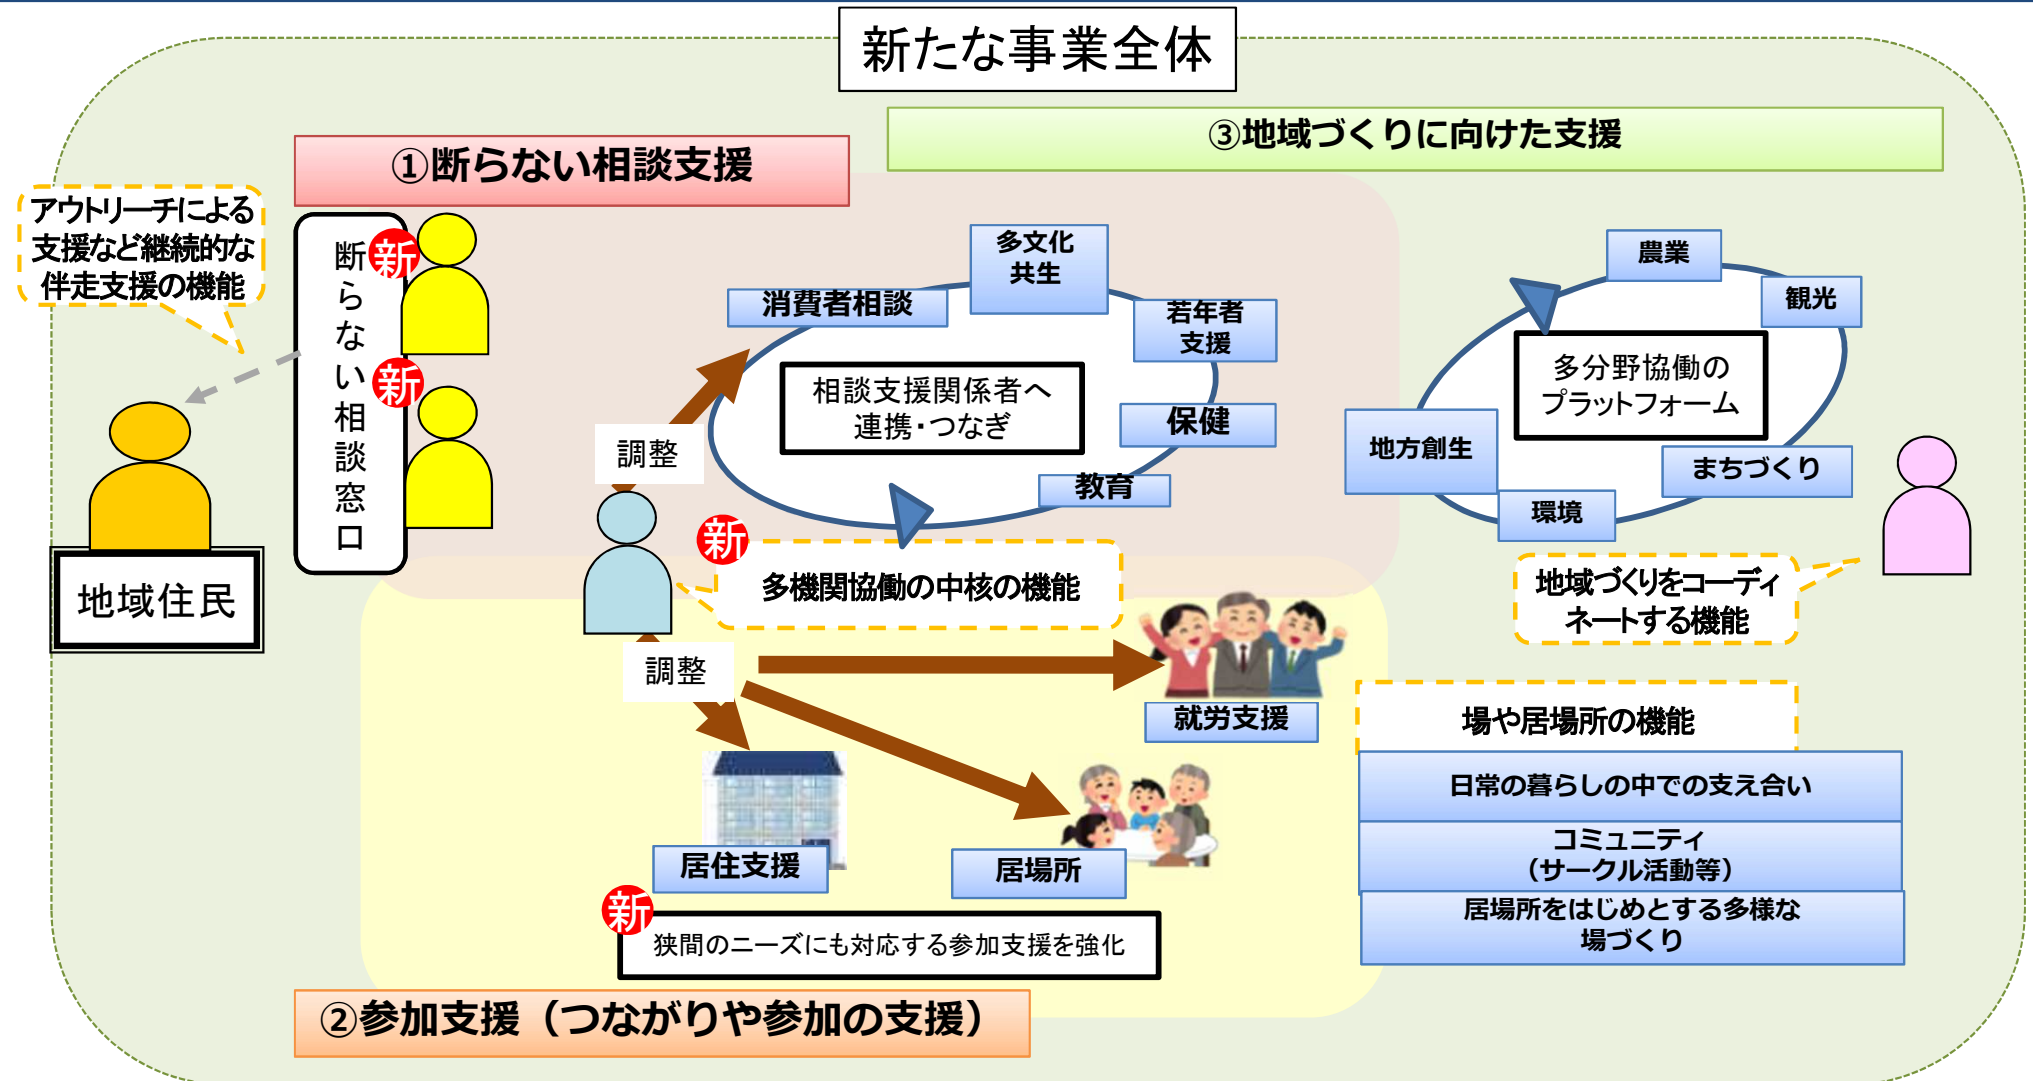 新たな事業全体
①断らない相談支援
③地域づくりに向けた支援
アウトリーチによる
支援など継続的な
伴走支援の機能
断らない相談窓口
新
新
地域住民
消費者相談
多文化
共生
若年者
支援
保健
教育
相談支援関係者へ
連携・つなぎ
調整
新
多機関協働の中核の機能
農業
観光
まちづくり
環境
地方創生
多分野協働の
プラットフォーム
地域づくりをコーディ
ネートする機能
調整
就労支援
居住支援
居場所
新
狭間のニーズにも対応する参加支援を強化
②参加支援（つながりや参加の支援）
場や居場所の機能
日常の暮らしの中での支え合い
コミュニティ
（サークル活動等）
居場所をはじめとする多様な
場づくり